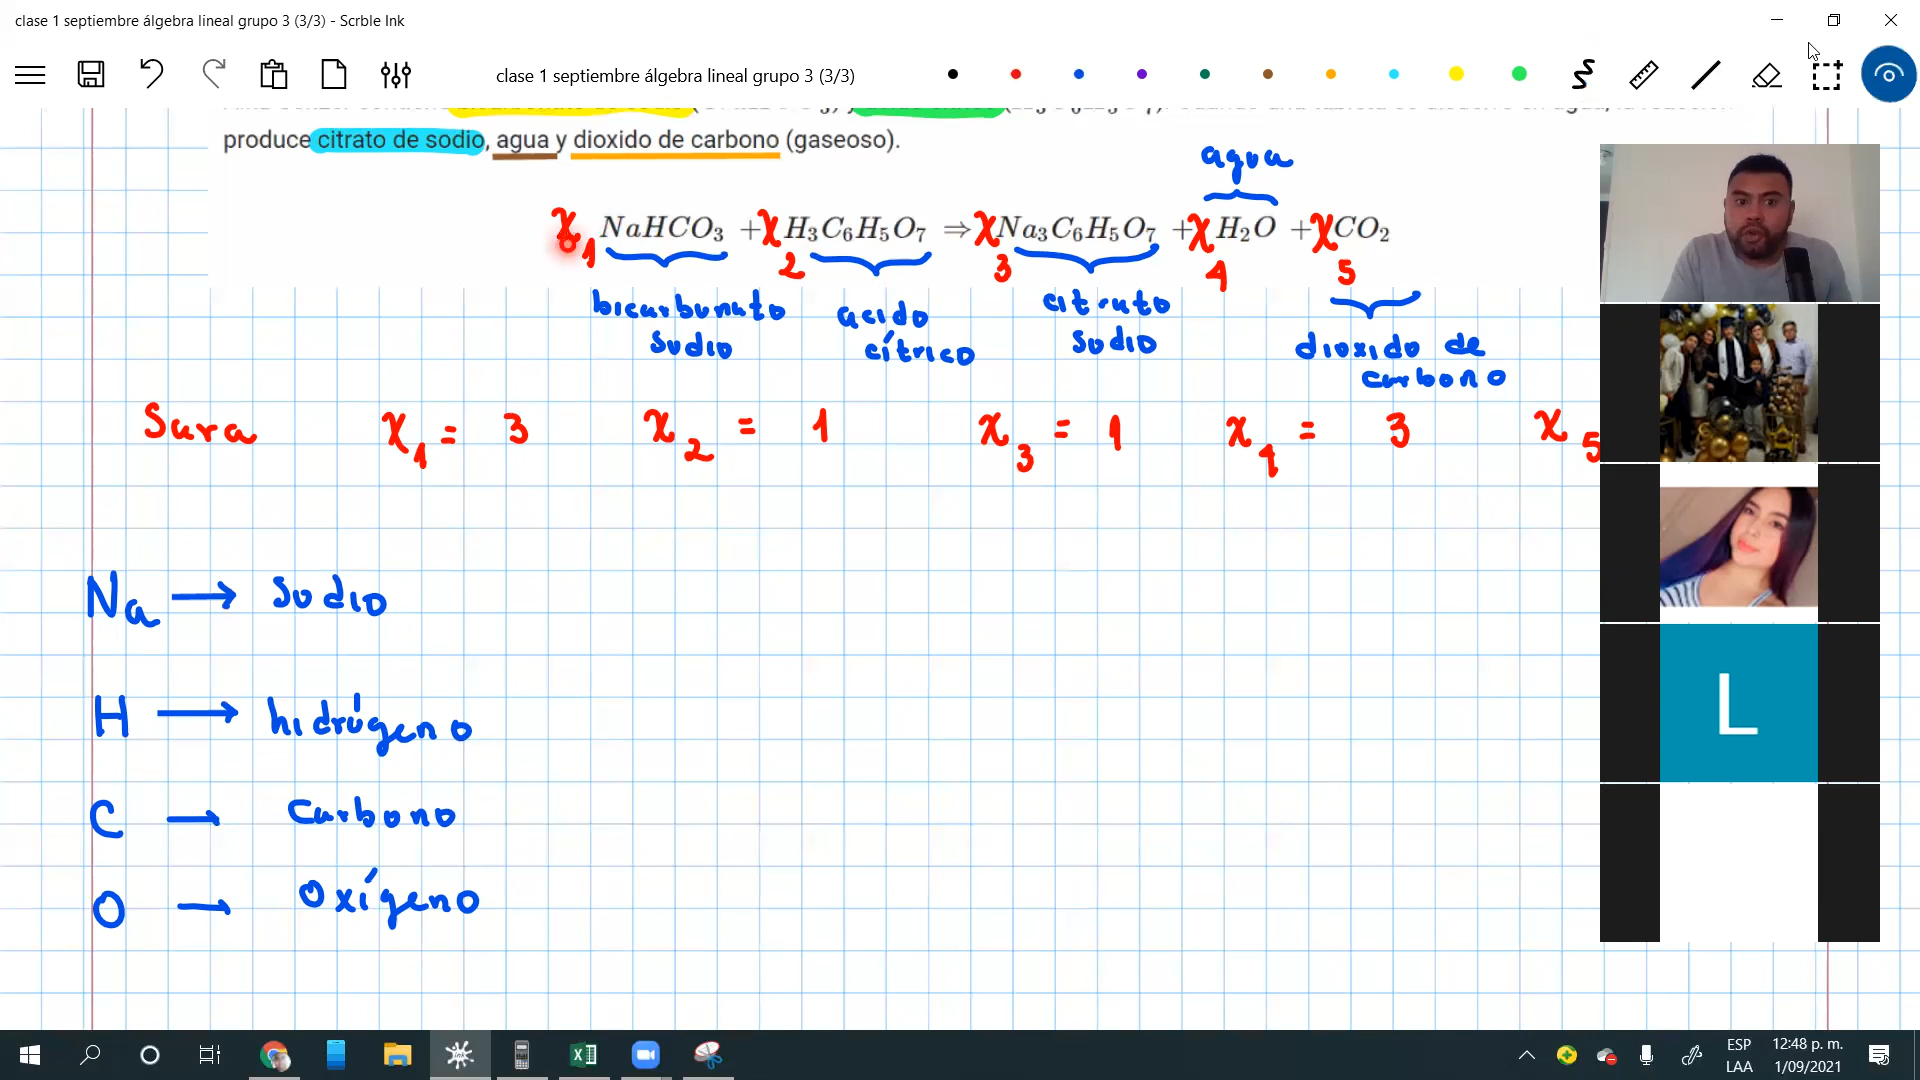 clase 1 septiembre álgebra lineal grupo 3 (3/3) - Scrble Ink
clase 1 septiembre álgebra lineal grupo 3 (3/3)
produce citrato de sodio, agua y dioxido de carbono (gaseoso).
agua
x₁ NaHCO₃ + x₂ H₃C₆H₅O₇ ⇒ x₃ Na₃C₆H₅O₇ + x₄ H₂O + x₅ CO₂
bicarbonato sodio
acido cítrico
citrato sodio
dioxido de carbono
Sara x₁ = 3 x₂ = 1 x₃ = 1 x₄ = 3 x₅
Na → sodio
H → hidrógeno
C → Carbono
O → Oxígeno
L
ESP
LAA
12:48 p. m.
1/09/2021